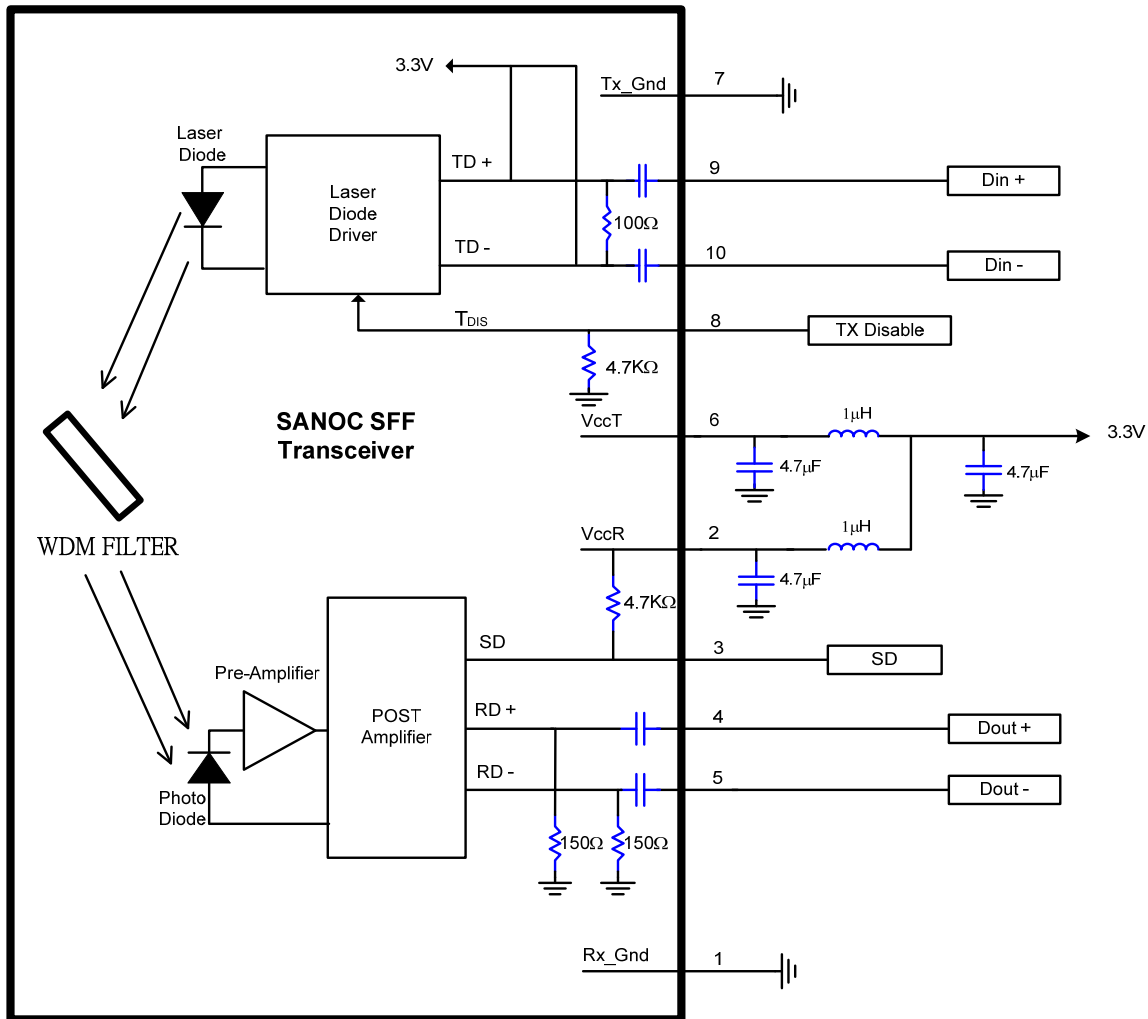 3.3V
Tx_Gnd
7
Laser
Diode
TD +
9
Din +
Laser
Diode
Driver
100Ω
TD -
10
Din -
TDIS
8
TX Disable
4.7KΩ
SANOC SFF
Transceiver
VccT
6
1µH
3.3V
4.7µF
4.7µF
WDM FILTER
VccR
2
1µH
4.7µF
4.7KΩ
SD
3
SD
Pre-Amplifier
POST
Amplifier
RD +
4
Dout +
RD -
5
Dout -
Photo
Diode
150Ω
150Ω
Rx_Gnd
1